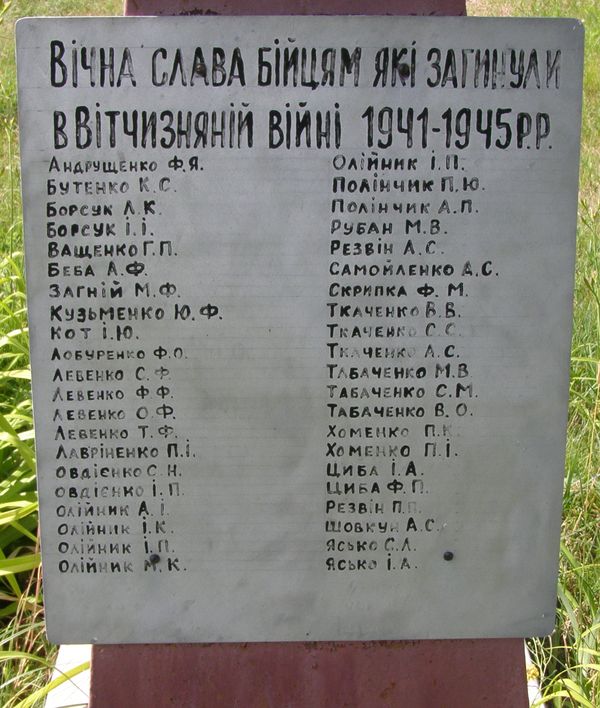 ВІЧНА СЛАВА БІЙЦЯМ ЯКІ ЗАГИНУЛИ
В ВІТЧИЗНЯНІЙ ВІЙНІ 1941-1945 Р.Р.
АНДРУЩЕНКО Ф.Я.
БУТЕНКО К.С.
БОРСУК Л.К.
БОРСУК І.І.
ВАЩЕНКО Г.П.
БЕБА А.Ф.
ЗАГНІЙ М.Ф.
КУЗЬМЕНКО Ю.Ф.
КОТ І.Ю.
ЛОБУРЕНКО Ф.О.
ЛЕВЕНКО С.Ф.
ЛЕВЕНКО Ф.Ф.
ЛЕВЕНКО О.Ф.
ЛЕВЕНКО Т.Ф.
ЛАВРІНЕНКО П.І.
ОВДІЄНКО С.Н.
ОВДІЄНКО І.П.
ОЛІЙНИК А.І.
ОЛІЙНИК І.К.
ОЛІЙНИК І.П.
ОЛІЙНИК М.К.
ОЛІЙНИК І.П.
ПОЛІНЧИК П.Ю.
ПОЛІНЧИК А.П.
РУБАН М.В.
РЕЗВІН А.С.
САМОЙЛЕНКО Д.С.
СКРИПКА Ф.М.
ТКАЧЕНКО В.В.
ТКАЧЕНКО С.С.
ТКАЧЕНКО А.С.
ТАБАЧЕНКО М.В
ТАБАЧЕНКО С.М.
ТАБАЧЕНКО В.О.
ХОМЕНКО П.К.
ХОМЕНКО П.І.
ЦИБА І.А.
ЦИБА Ф.П.
РЕЗВІН П.П.
ШОВКУН А.С.
ЯСЬКО С.Л.
ЯСЬКО І.А.